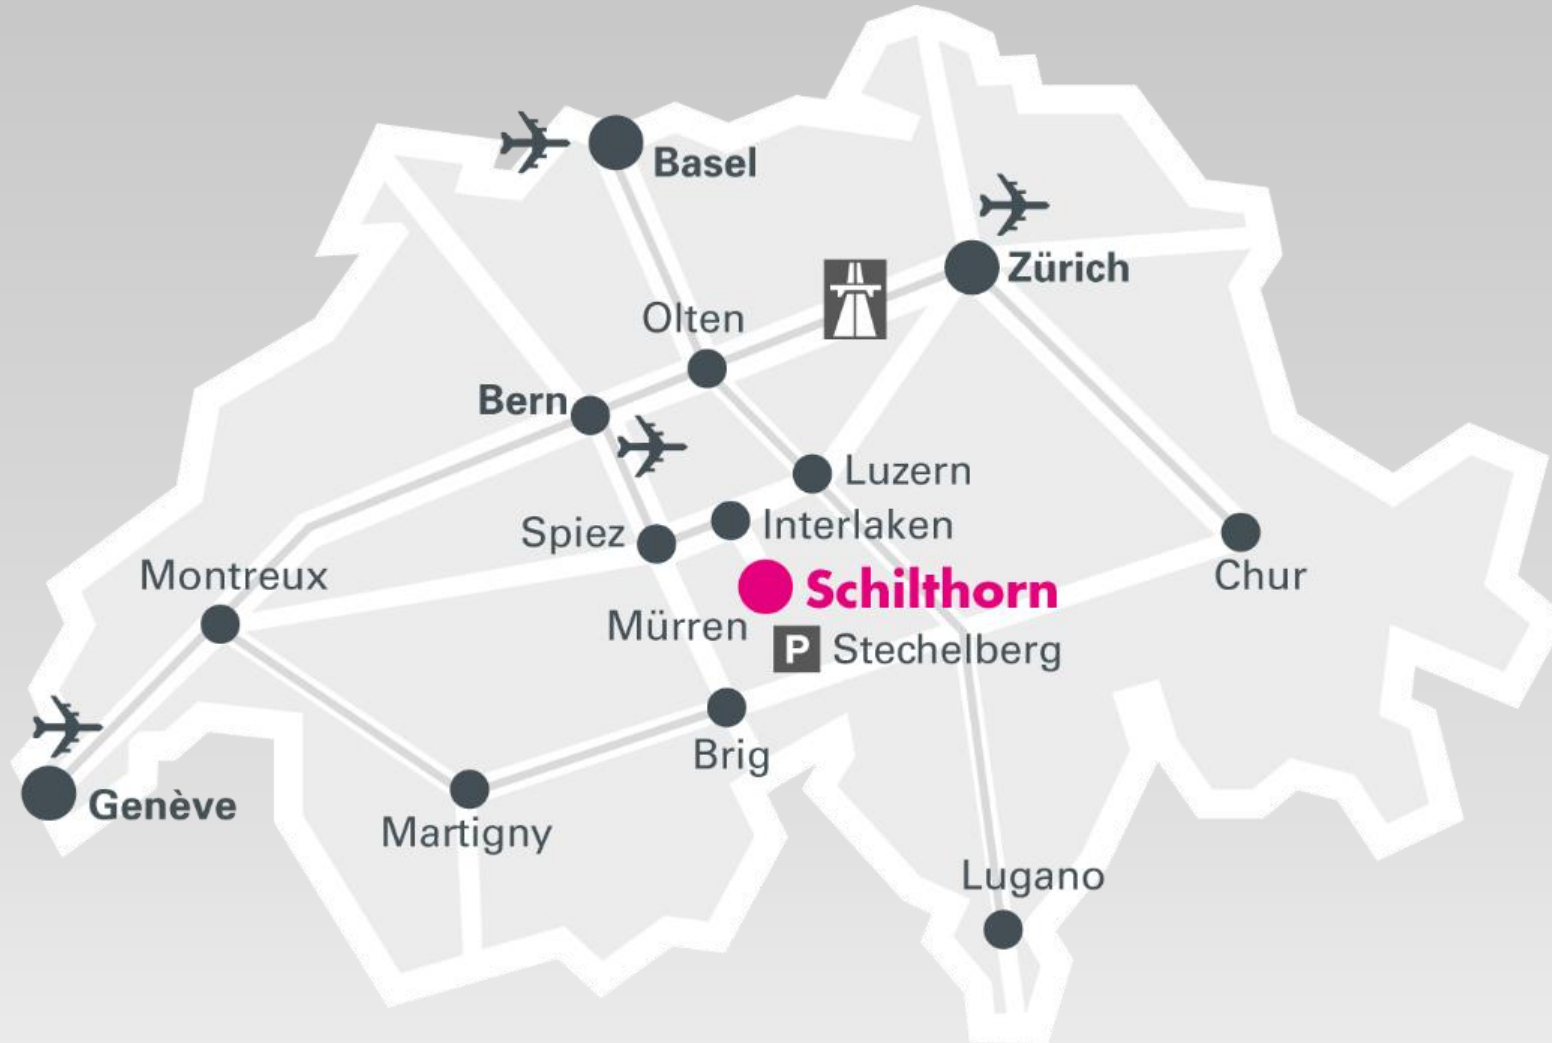 Basel
Zürich
Olten
Bern
Luzern
Interlaken
Spiez
Montreux
Chur
Schilthorn
Mürren
P Stechelberg
Brig
Genève
Martigny
Lugano